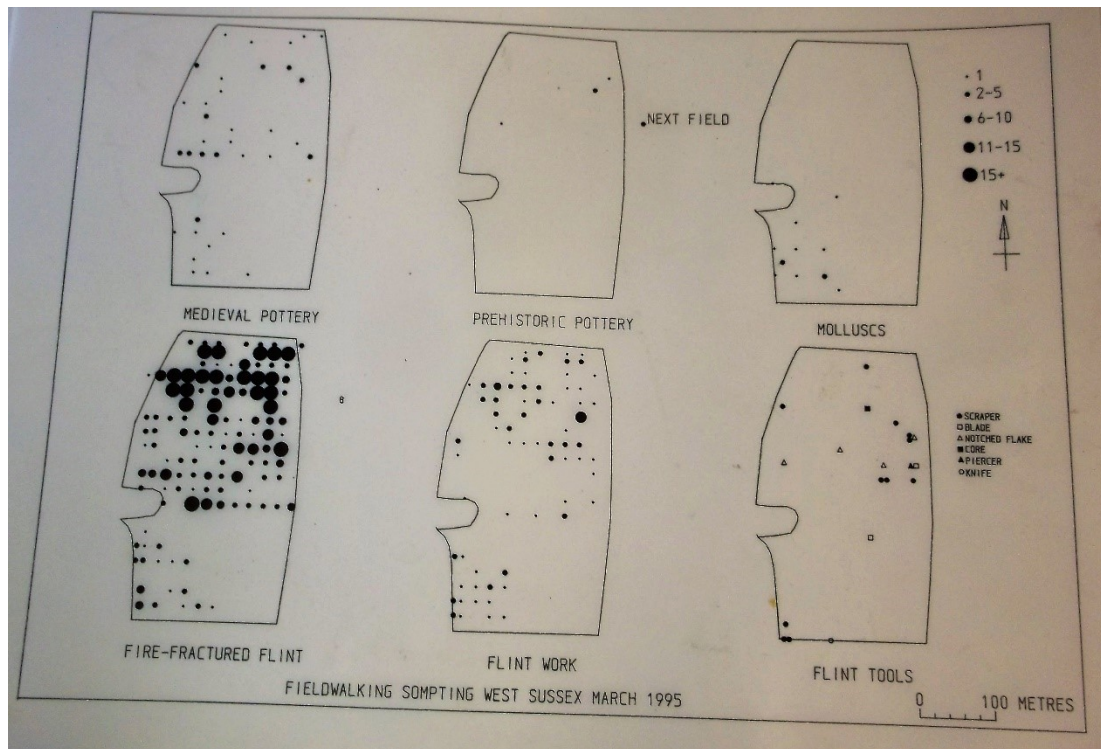 1
2-5
NEXT FIELD
6-10
11-15
15+
N
MEDIEVAL POTTERY
PREHISTORIC POTTERY
MOLLUSCS
SCRAPER
BLADE
NOTCHED FLAKE
CORE
PIERCER
KNIFE
FIRE-FRACTURED FLINT
FLINT WORK
FLINT TOOLS
FIELDWALKING SOMPTING WEST SUSSEX MARCH 1995
0 100 METRES